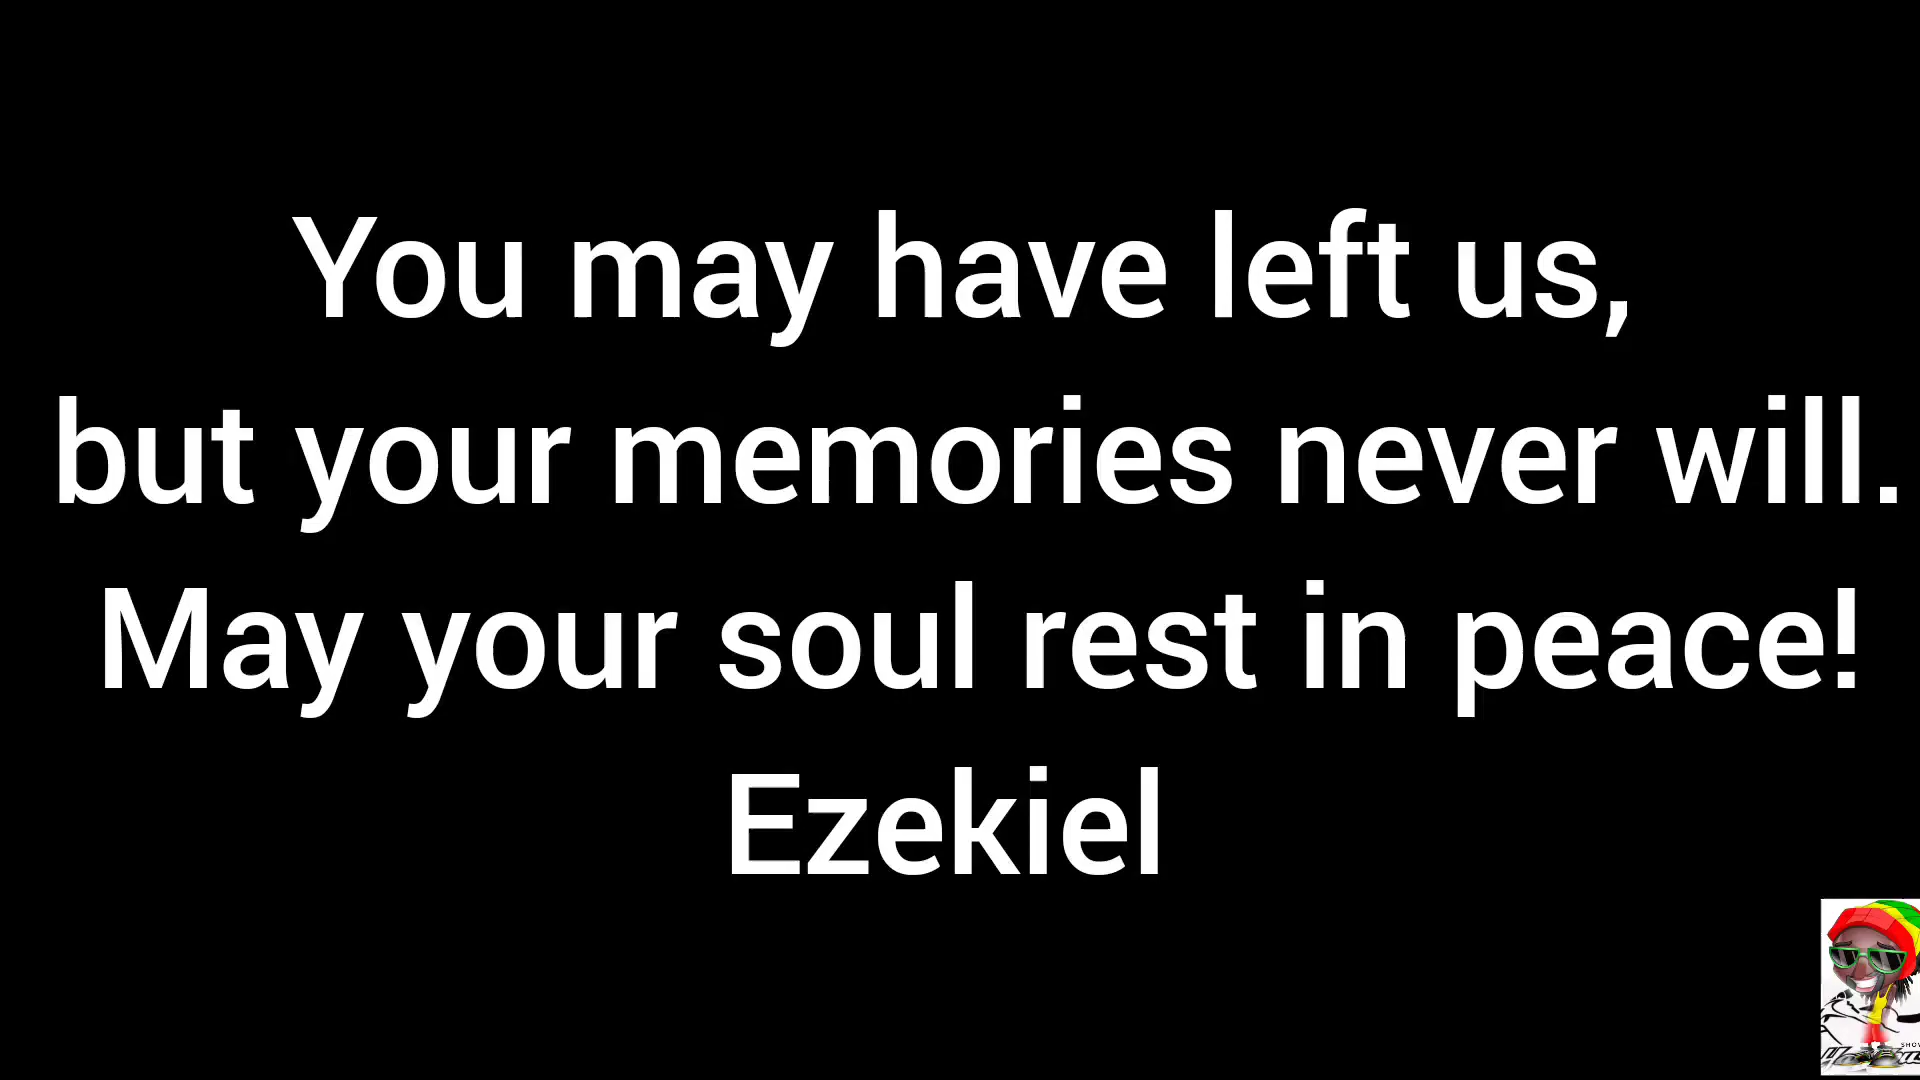 You may have left us,
but your memories never will.
May your soul rest in peace!
Ezekiel